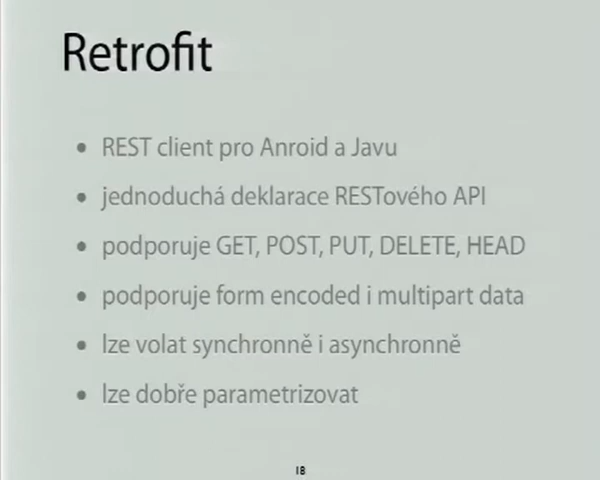 Retrofit
• REST client pro Anroid a Javu
• jednoduchá deklarace RESTového API
• podporuje GET, POST, PUT, DELETE, HEAD
• podporuje form encoded i multipart data
• lze volat synchronně i asynchronně
• lze dobře parametrizovat
18